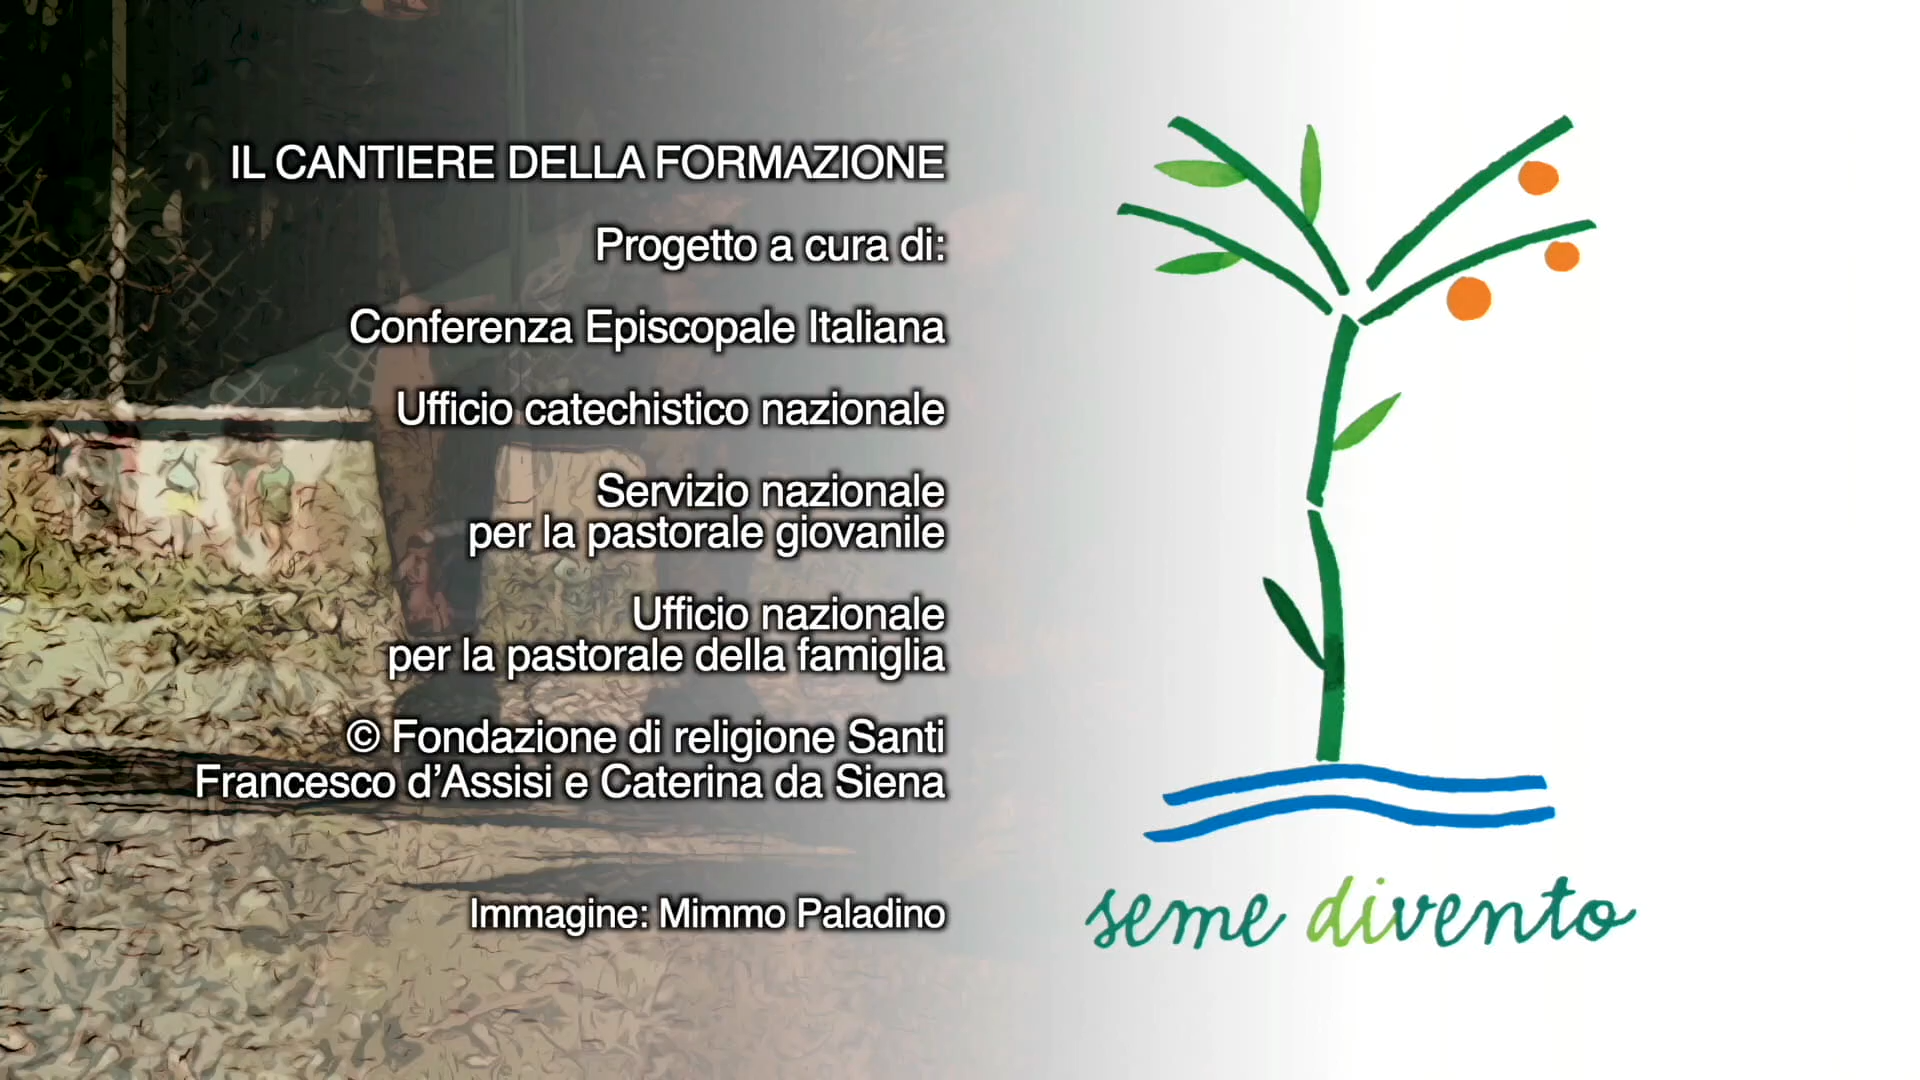 IL CANTIERE DELLA FORMAZIONE
Progetto a cura di:
Conferenza Episcopale Italiana
Ufficio catechistico nazionale
Servizio nazionale
per la pastorale giovanile
Ufficio nazionale
per la pastorale della famiglia
© Fondazione di religione Santi
Francesco d’Assisi e Caterina da Siena
Immagine: Mimmo Paladino
seme divento